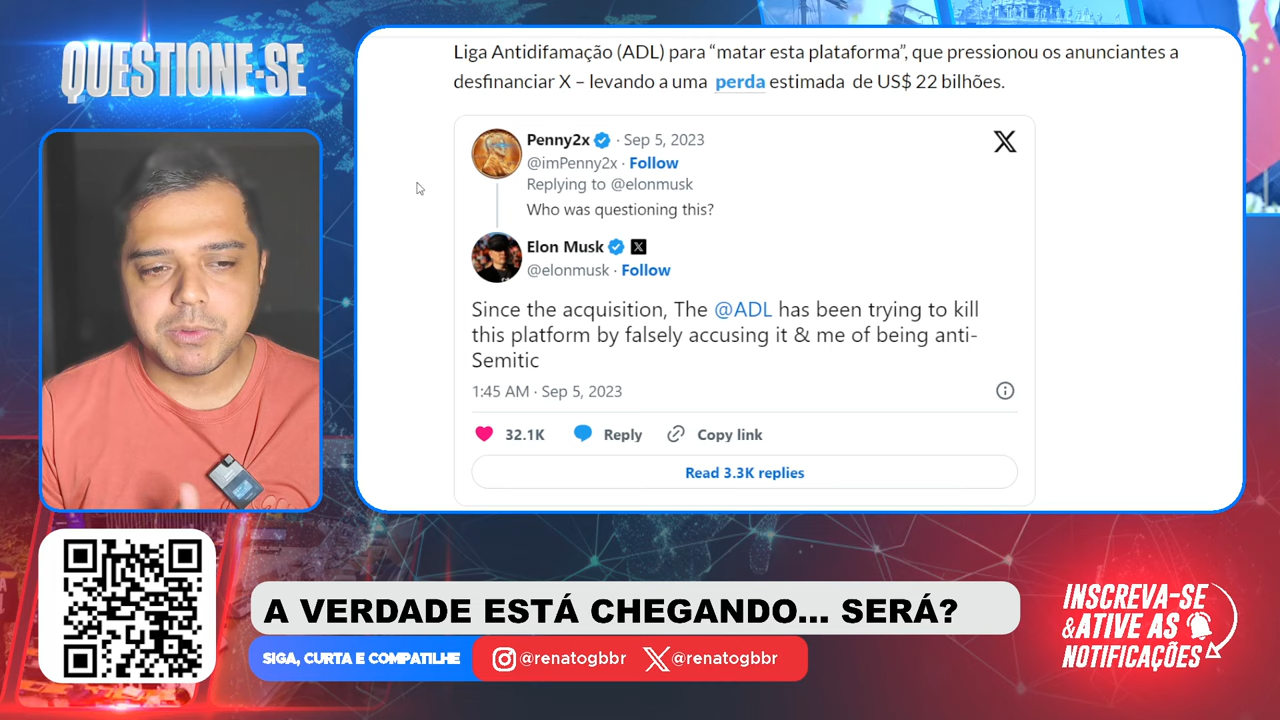 QUESTIONE-SE
Liga Antidifamação (ADL) para “matar esta plataforma”, que pressionou os anunciantes a
desfinanciar X – levando a uma perda estimada de US$ 22 bilhões.
Penny2x · Sep 5, 2023
@imPenny2x · Follow
Replying to @elonmusk
Who was questioning this?
Elon Musk X
@elonmusk · Follow
Since the acquisition, The @ADL has been trying to kill
this platform by falsely accusing it & me of being anti-
Semitic
1:45 AM · Sep 5, 2023
32.1K Reply Copy link
Read 3.3K replies
A VERDADE ESTÁ CHEGANDO... SERÁ?
SIGA, CURTA E COMPATILHE @renatogbbr @renatogbbr
INSCREVA-SE
&ATIVE AS
NOTIFICAÇÕES